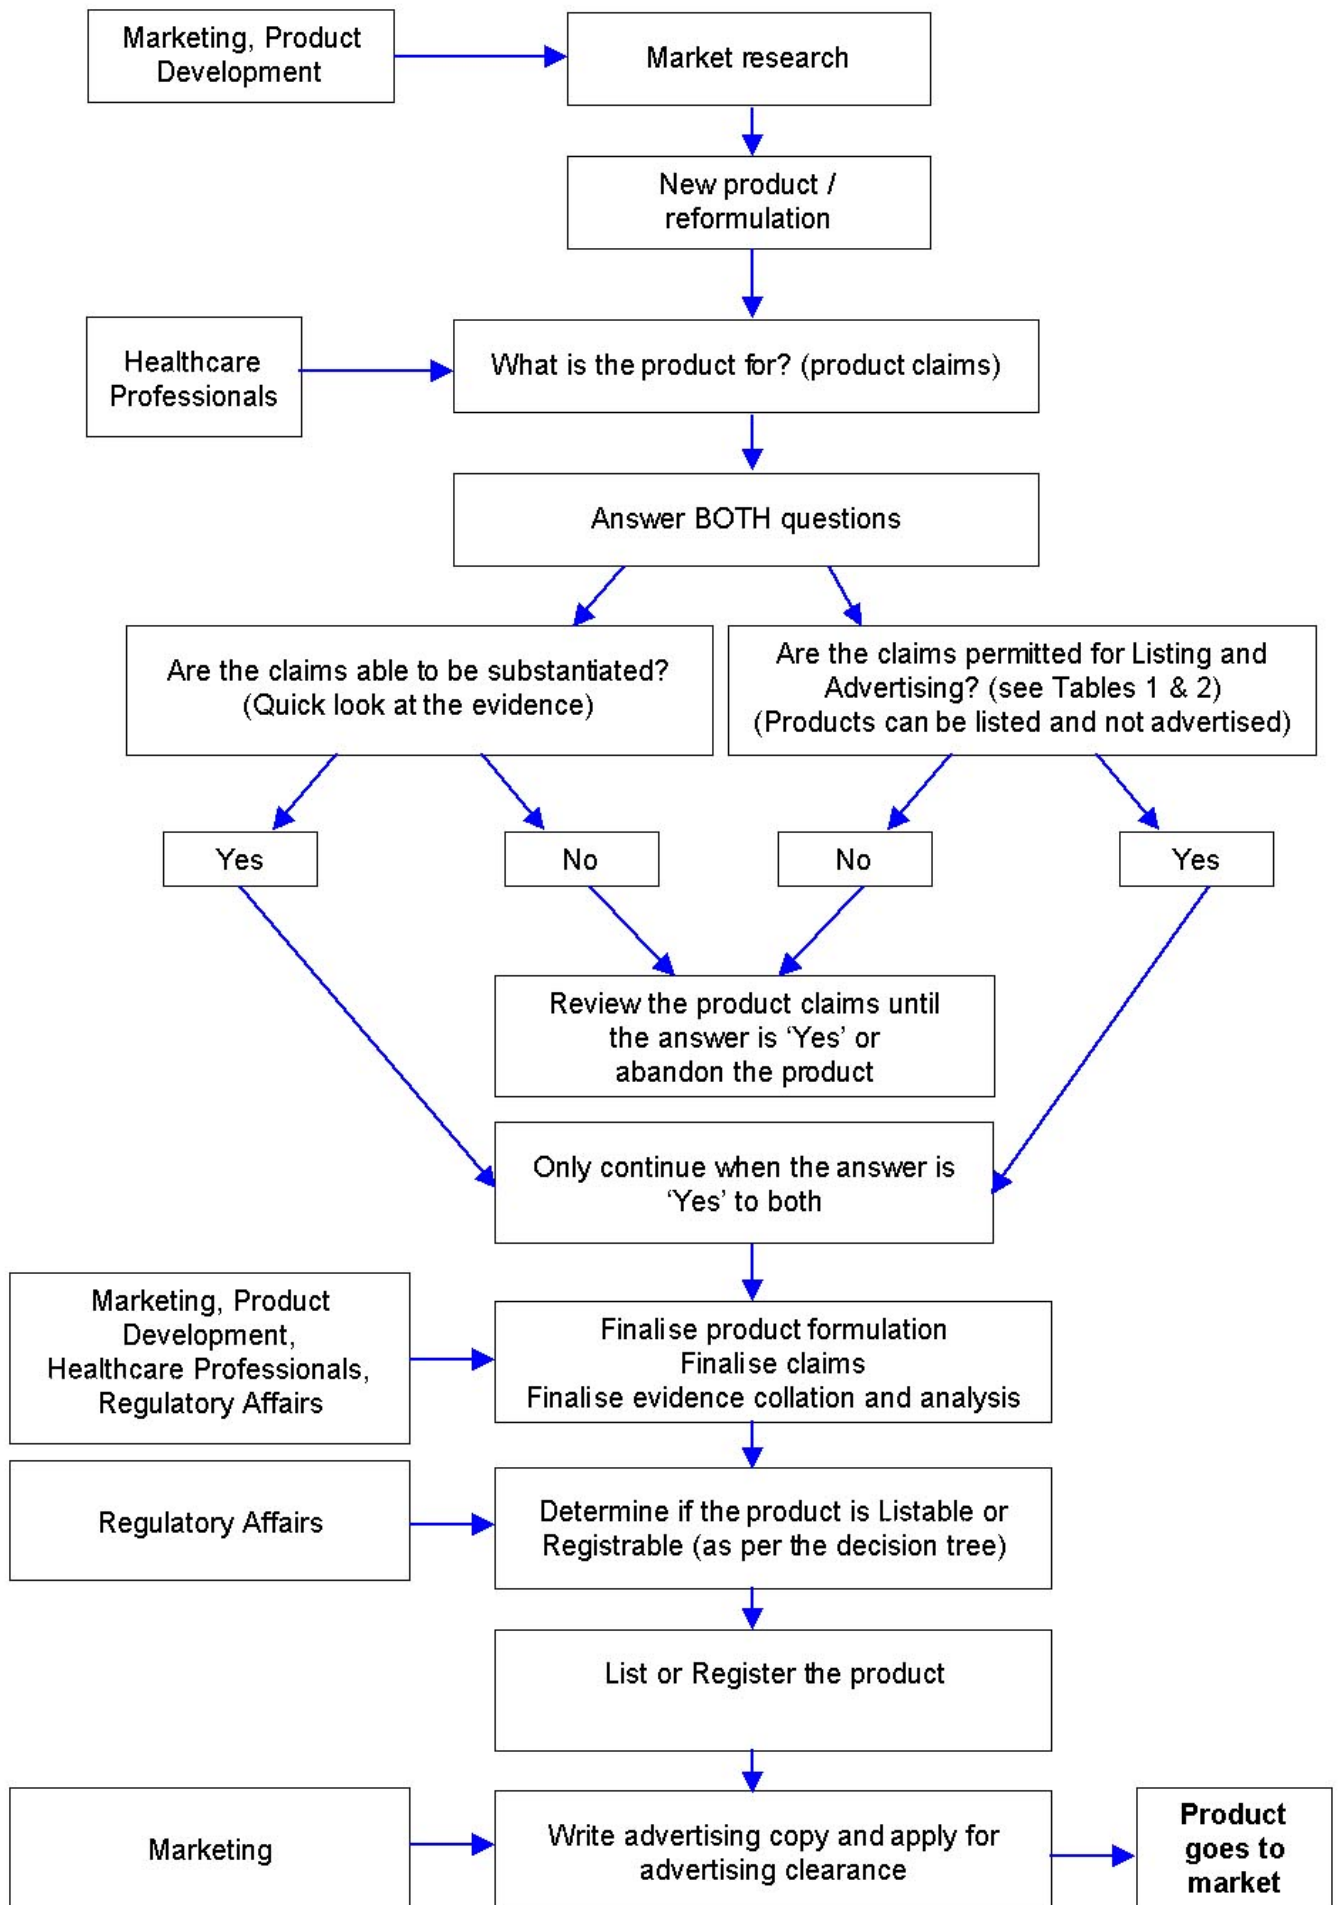 Marketing, Product
Development
Market research
New product /
reformulation
Healthcare
Professionals
What is the product for? (product claims)
Answer BOTH questions
Are the claims able to be substantiated?
(Quick look at the evidence)
Are the claims permitted for Listing and
Advertising? (see Tables 1 & 2)
(Products can be listed and not advertised)
Yes
No
No
Yes
Review the product claims until
the answer is ‘Yes’ or
abandon the product
Only continue when the answer is
‘Yes’ to both
Marketing, Product
Development,
Healthcare Professionals,
Regulatory Affairs
Finalise product formulation
Finalise claims
Finalise evidence collation and analysis
Regulatory Affairs
Determine if the product is Listable or
Registrable (as per the decision tree)
List or Register the product
Marketing
Write advertising copy and apply for
advertising clearance
Product
goes to
market